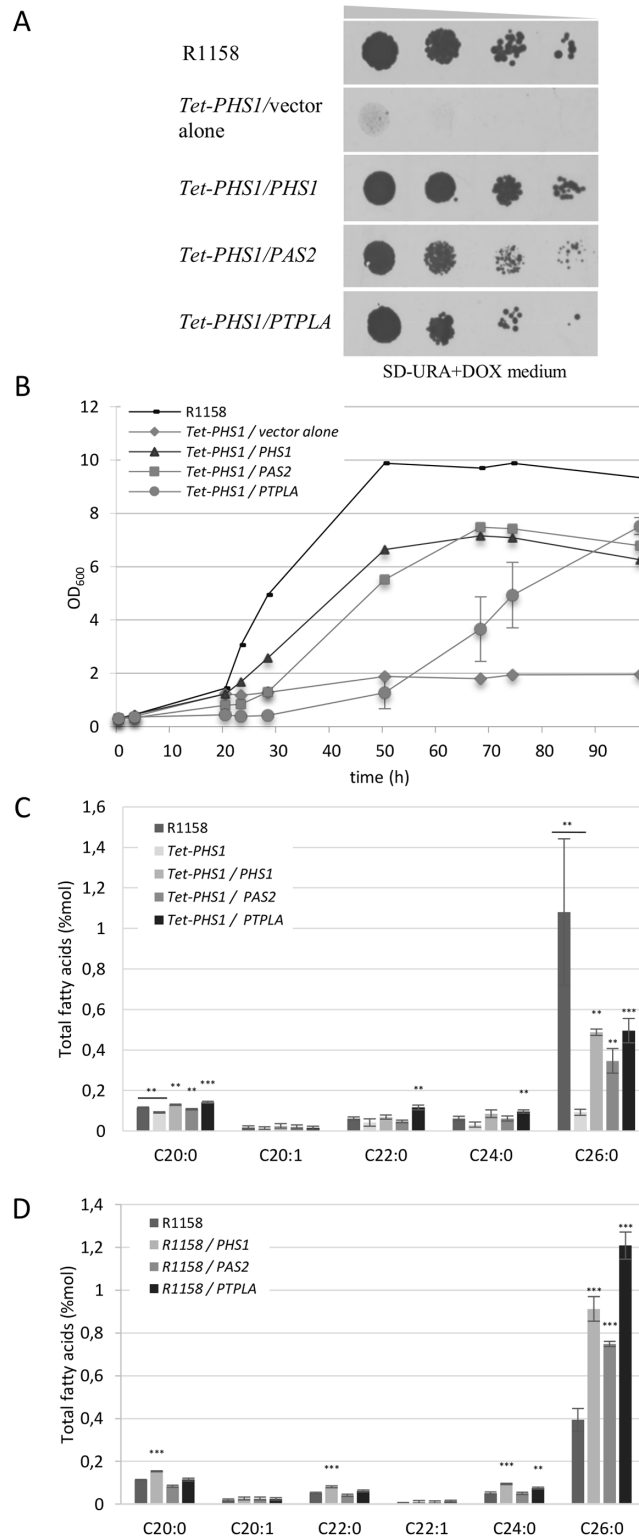 A
R1158
Tet-PHS1/vector
alone
Tet-PHS1/PHS1
Tet-PHS1/PAS2
Tet-PHS1/PTPLA
SD-URA+DOX medium
B
12
10
8
6
4
2
0
OD600
R1158
Tet-PHS1 / vector alone
Tet-PHS1 / PHS1
Tet-PHS1 / PAS2
Tet-PHS1 / PTPLA
0 10 20 30 40 50 60 70 80 90
time (h)
C
1,6
1,4
1,2
1
0,8
0,6
0,4
0,2
0
Total fatty acids (%mol)
R1158
Tet-PHS1
Tet-PHS1 / PHS1
Tet-PHS1 / PAS2
Tet-PHS1 / PTPLA
** ** ** *** ** ** ** ** ** ***
C20:0 C20:1 C22:0 C24:0 C26:0
D
1,4
1,2
1
0,8
0,6
0,4
0,2
0
Total fatty acids (%mol)
R1158
R1158 / PHS1
R1158 / PAS2
R1158 / PTPLA
*** *** *** ** *** *** ***
C20:0 C20:1 C22:0 C22:1 C24:0 C26:0